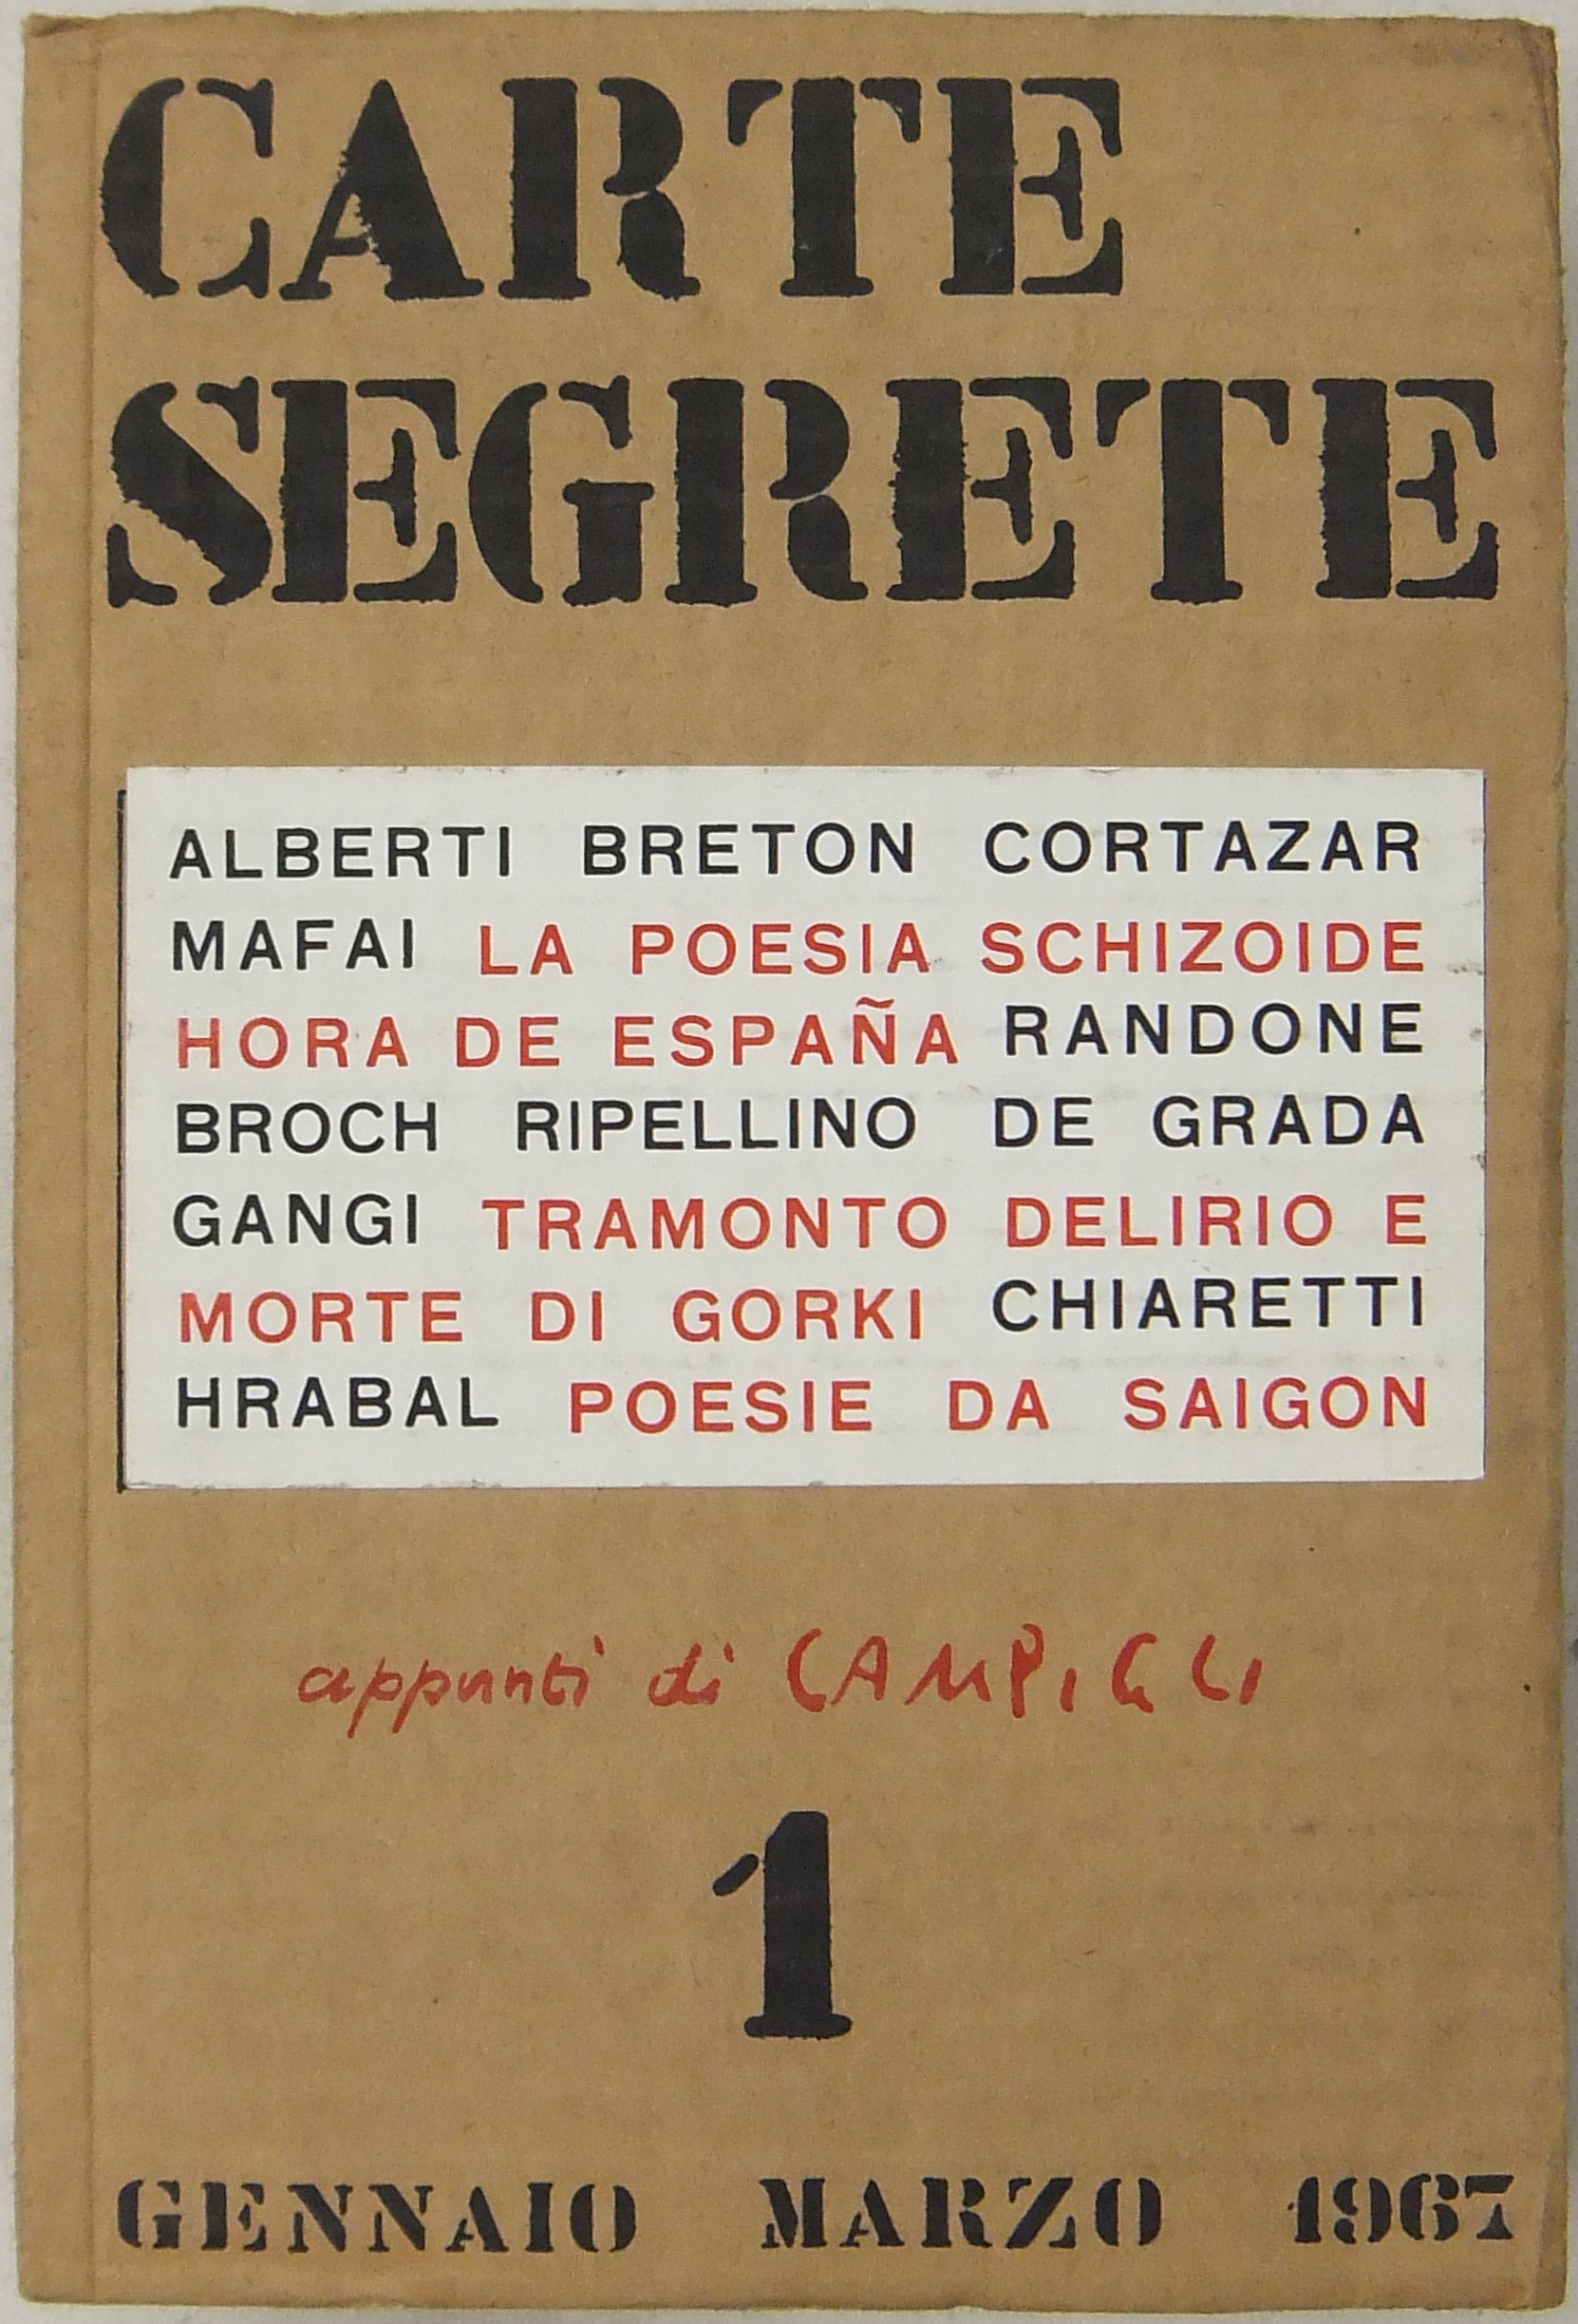 CARTE
SEGRETE
ALBERTI BRETON CORTAZAR
MAFAI LA POESIA SCHIZOIDE
HORA DE ESPAÑA RANDONE
BROCH RIPELLINO DE GRADA
GANGI TRAMONTO DELIRIO E
MORTE DI GORKI CHIARETTI
HRABAL POESIE DA SAIGON
appunti di CAMPIGLI
1
GENNAIO MARZO 1967